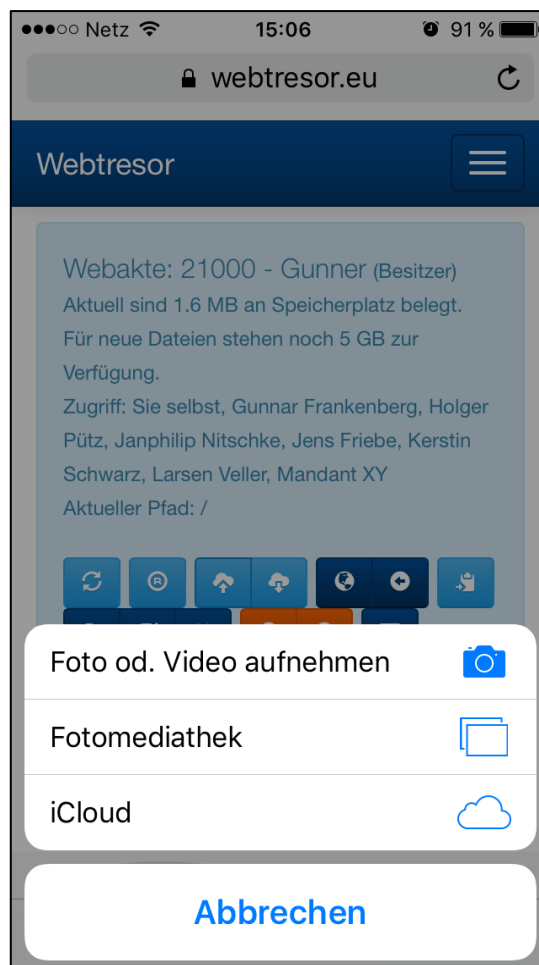 Netz 15:06 91 %
webtresor.eu
Webtresor
Webakte: 21000 - Gunner (Besitzer)
Aktuell sind 1.6 MB an Speicherplatz belegt.
Für neue Dateien stehen noch 5 GB zur
Verfügung.
Zugriff: Sie selbst, Gunnar Frankenberg, Holger
Pütz, Janphilip Nitschke, Jens Friebe, Kerstin
Schwarz, Larsen Veller, Mandant XY
Aktueller Pfad: /
Foto od. Video aufnehmen
Fotomediathek
iCloud
Abbrechen